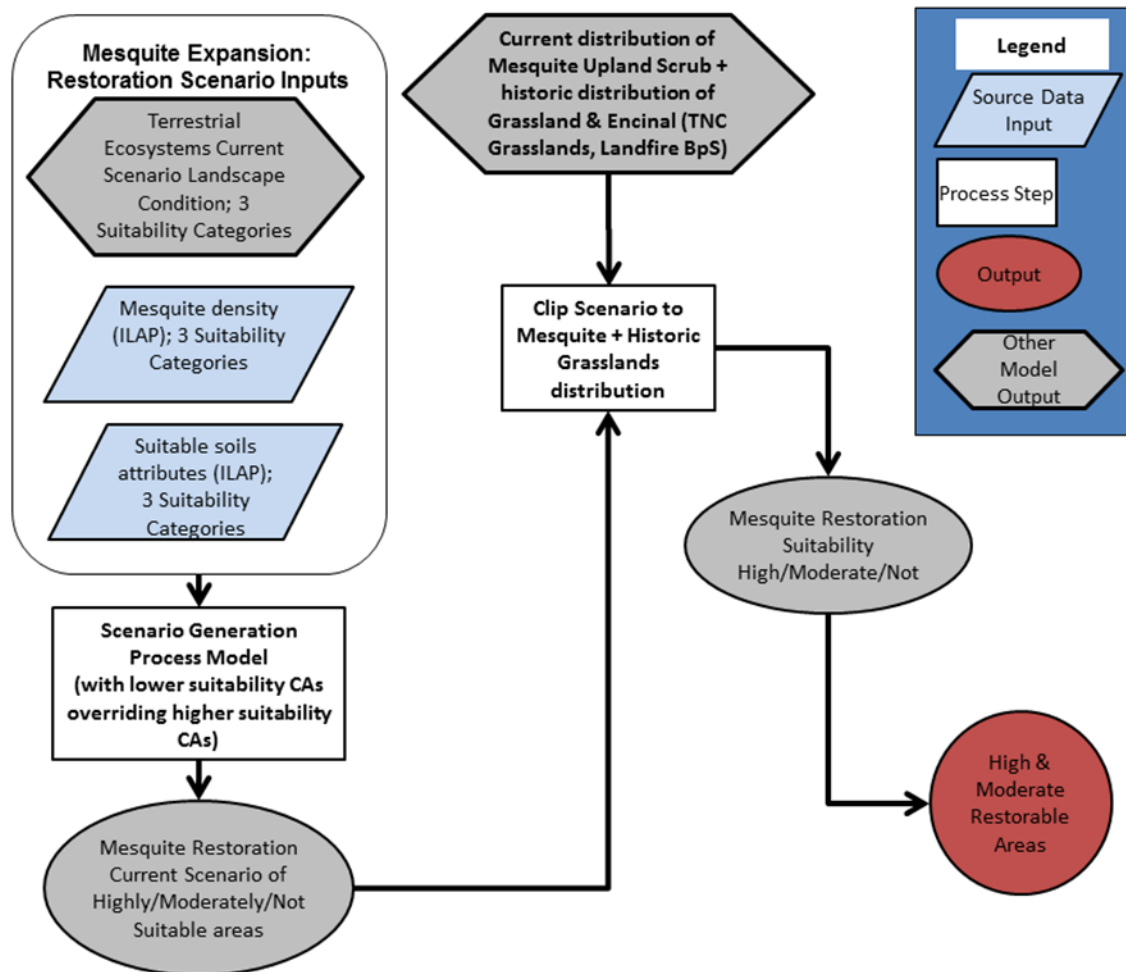 Mesquite Expansion:
Restoration Scenario Inputs
Terrestrial
Ecosystems Current
Scenario Landscape
Condition; 3
Suitability Categories
Mesquite density
(ILAP); 3 Suitability
Categories
Suitable soils
attributes (ILAP);
3 Suitability
Categories
Scenario Generation
Process Model
(with lower suitability CAs
overriding higher suitability
CAs)
Mesquite Restoration
Current Scenario of
Highly/Moderately/Not
Suitable areas
Current distribution of
Mesquite Upland Scrub +
historic distribution of
Grassland & Encinal (TNC
Grasslands, Landfire BpS)
Clip Scenario to
Mesquite + Historic
Grasslands
distribution
Mesquite Restoration
Suitability
High/Moderate/Not
High &
Moderate
Restorable
Areas
Legend
Source Data
Input
Process Step
Output
Other
Model
Output